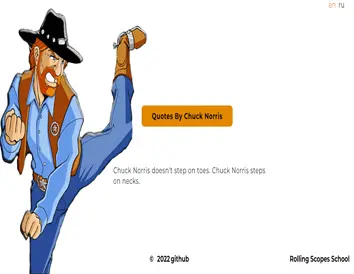 en ru
Quotes By Chuck Norris
Chuck Norris doesn't step on toes. Chuck Norris steps
on necks.
© 2022 github Rolling Scopes School